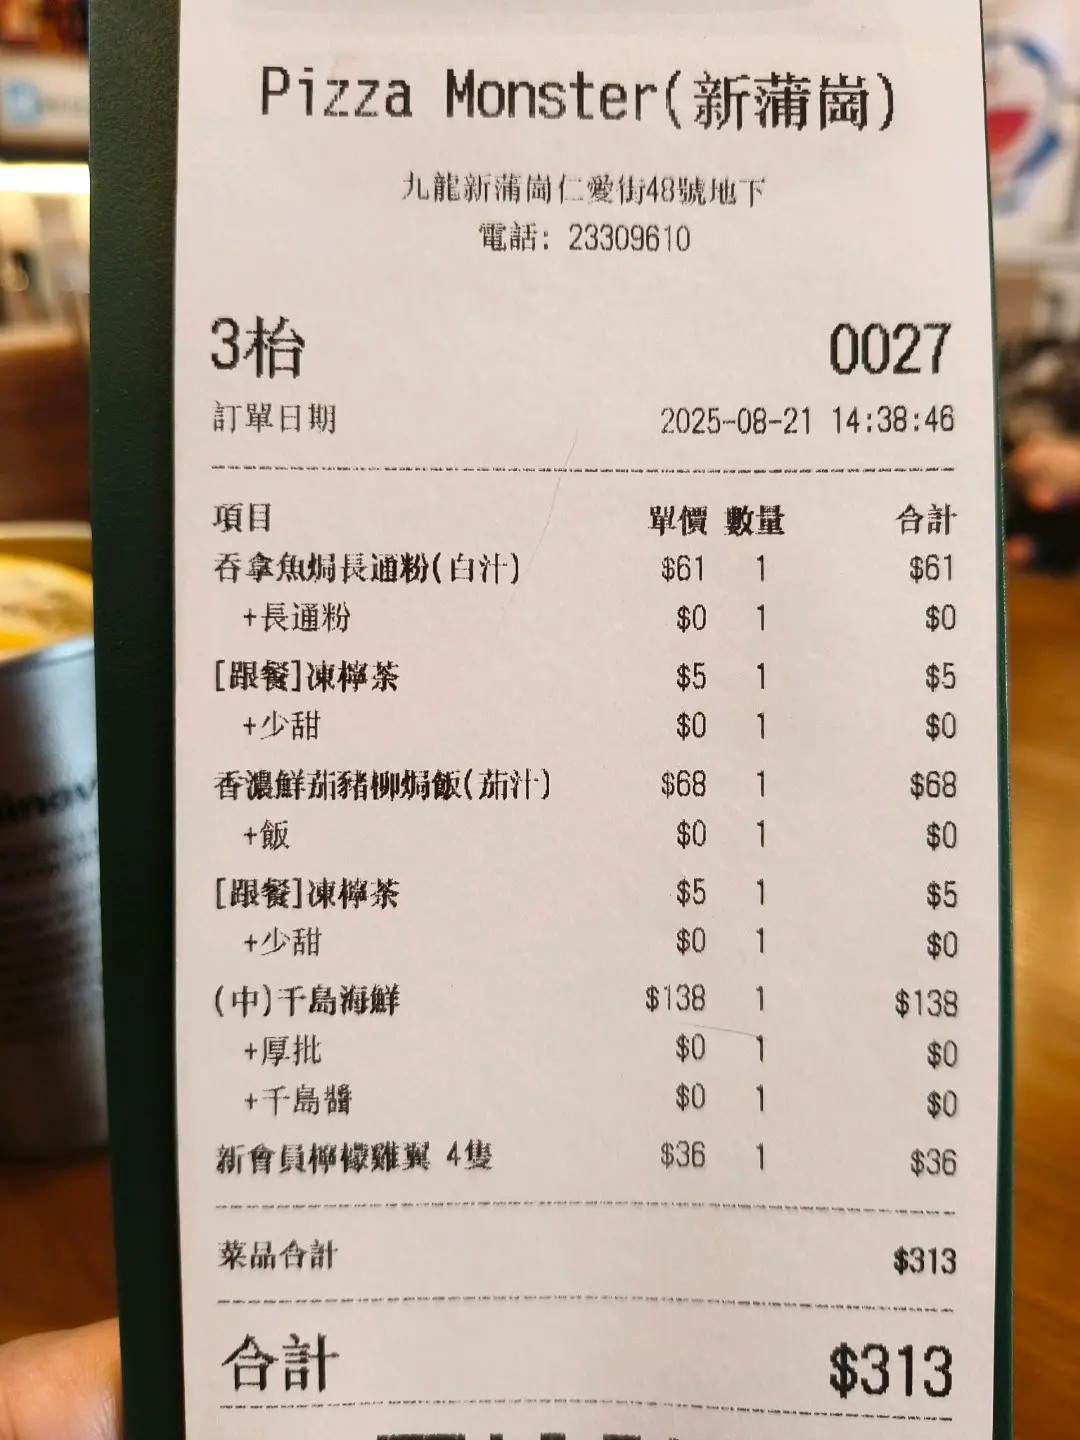 Pizza Monster(新蒲崗)
九龍新蒲崗仁愛街48號地下
電話: 23309610
3枱 0027
訂單日期 2025-08-21 14:38:46
項目 單價 數量 合計
吞拿魚焗長通粉(白汁) $61 1 $61
+長通粉 $0 1 $0
[跟餐]凍檸茶 $5 1 $5
+少甜 $0 1 $0
香濃鮮茄豬柳焗飯(茄汁) $68 1 $68
+飯 $0 1 $0
[跟餐]凍檸茶 $5 1 $5
+少甜 $0 1 $0
(中)千島海鮮 $138 1 $138
+厚批 $0 1 $0
+千島醬 $0 1 $0
新會員檸檬雞翼 4隻 $36 1 $36
菜品合計 $313
合計 $313